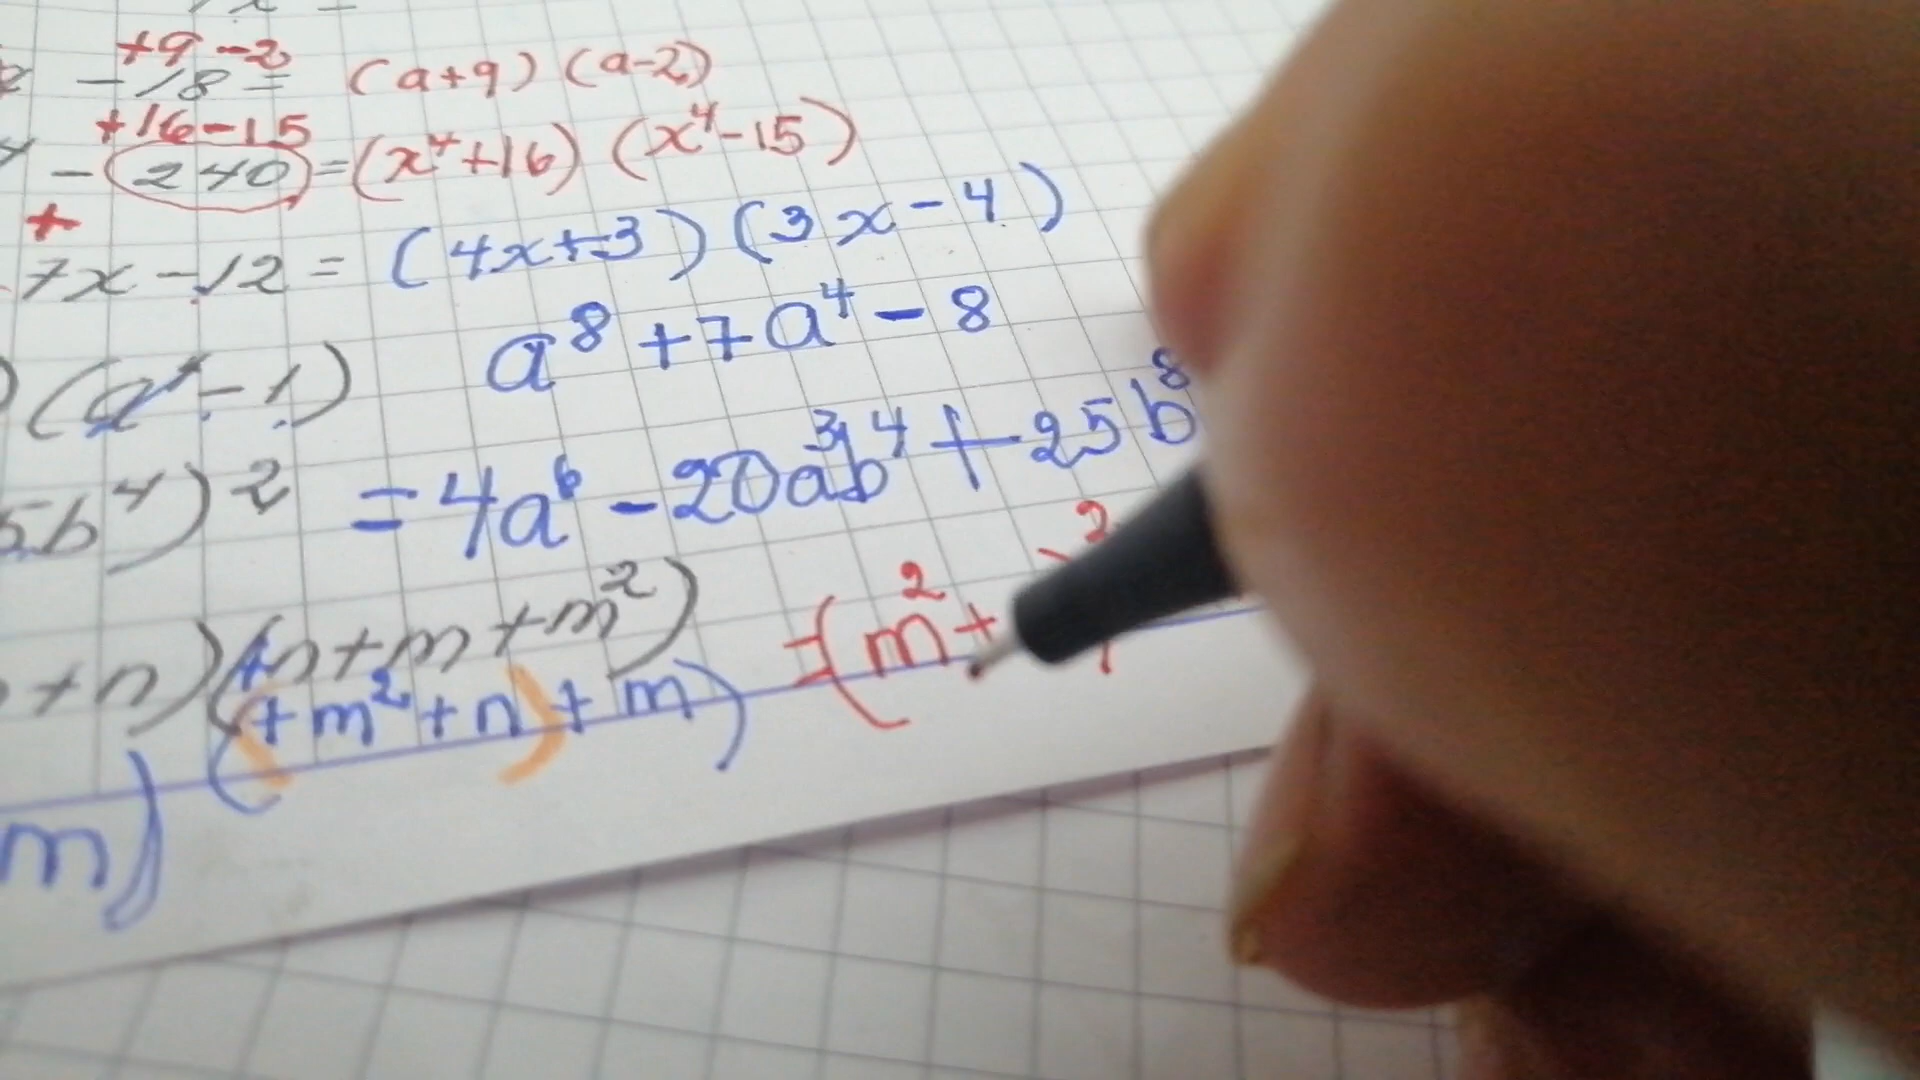 +9 -2
- 18 = (a+9) (a-2)
+16-15
- 240 = (x⁴+16) (x⁴-15)
+
7x - 12 = (4x+3) (3x-4)
(a⁴-1) a⁸ + 7a⁴ - 8
5b⁴)² = 4a⁶ - 20a³b⁴ + 25b⁸
+n)(+n+m+m²) = (m²+ 2
(+m²+n)+m)
m)